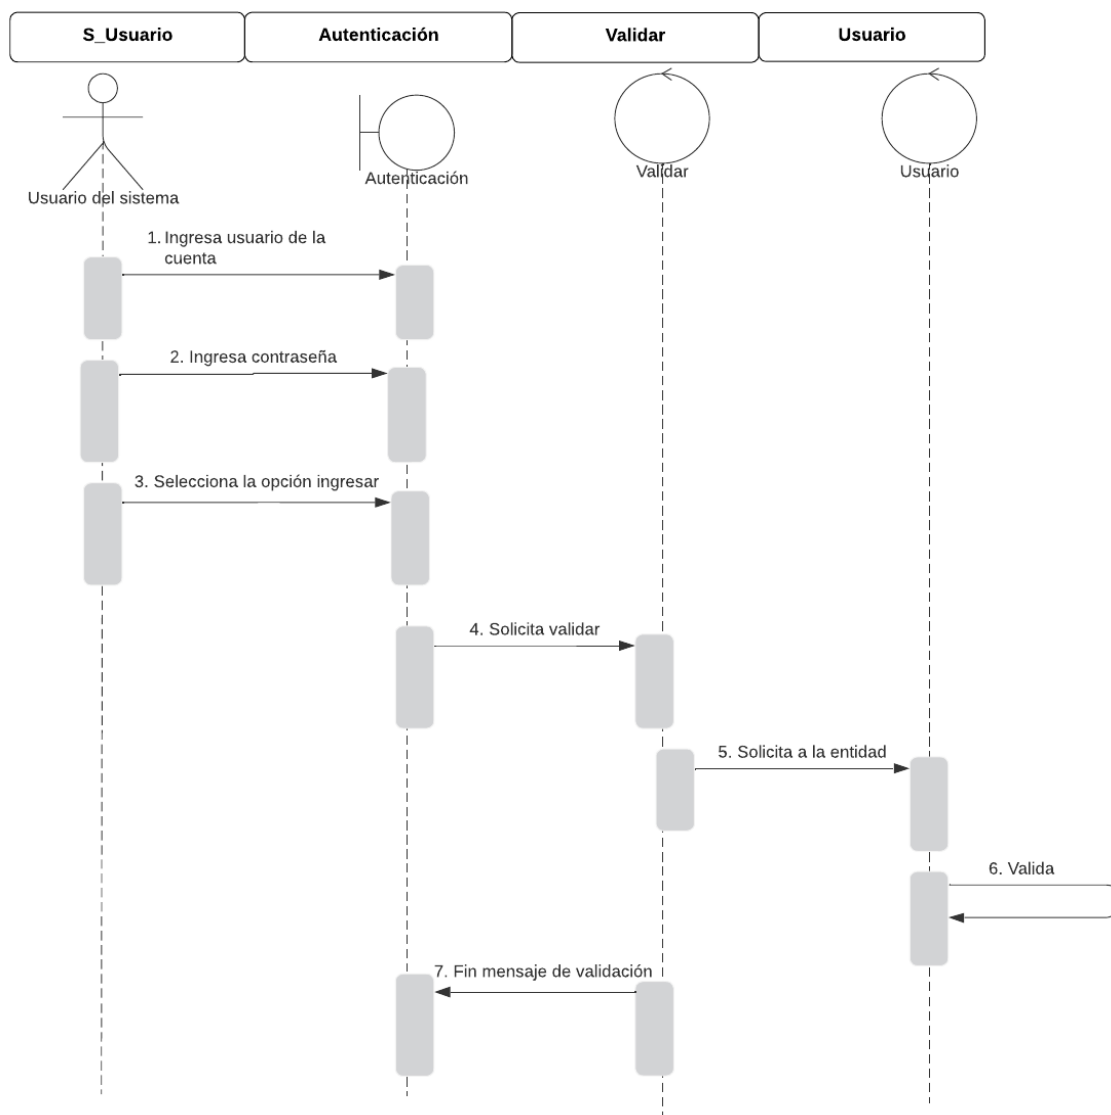 S_Usuario
Autenticación
Validar
Usuario
Usuario del sistema
Autenticación
Validar
Usuario
1. Ingresa usuario de la
cuenta
2. Ingresa contraseña
3. Selecciona la opción ingresar
4. Solicita validar
5. Solicita a la entidad
6. Valida
7. Fin mensaje de validación